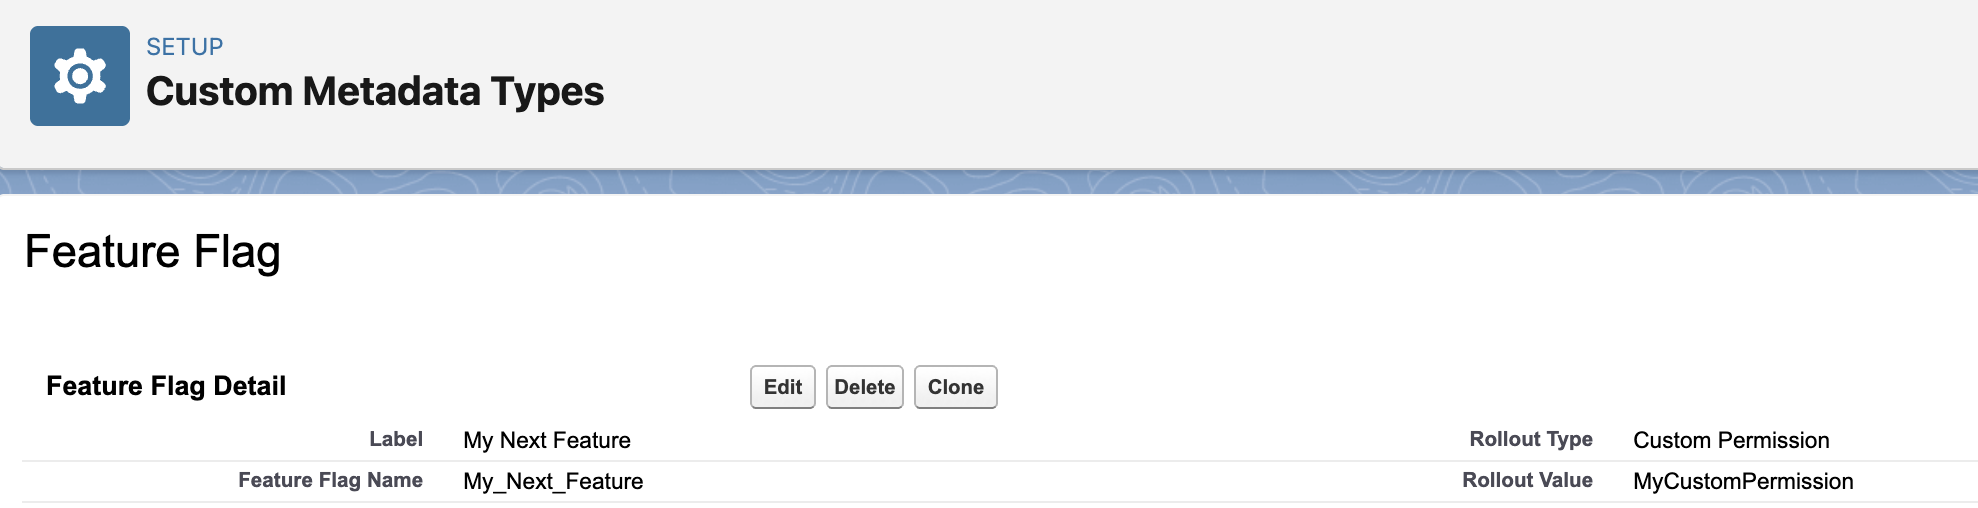 SETUP
Custom Metadata Types
Feature Flag
Feature Flag Detail Edit Delete Clone
Label My Next Feature Rollout Type Custom Permission
Feature Flag Name My_Next_Feature Rollout Value MyCustomPermission